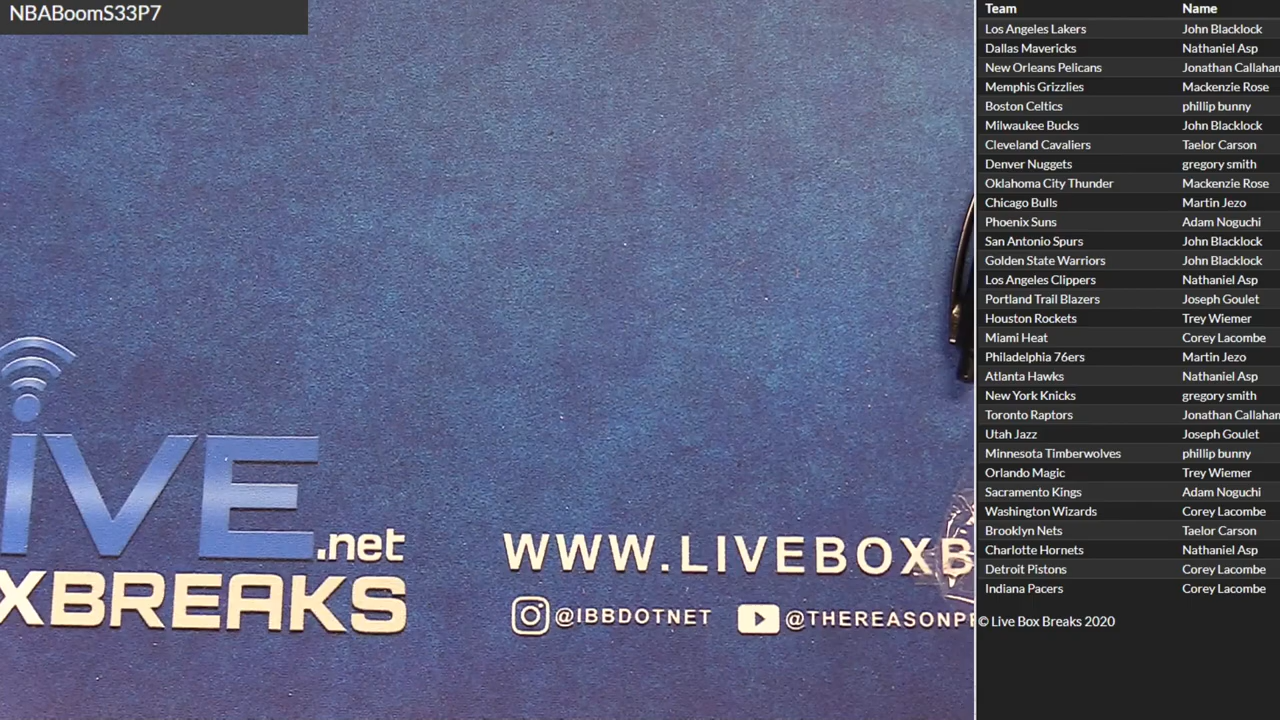 NBABoomS33P7
Team Name
Los Angeles Lakers John Blacklock
Dallas Mavericks Nathaniel Asp
New Orleans Pelicans Jonathan Callahan
Memphis Grizzlies Mackenzie Rose
Boston Celtics phillip bunny
Milwaukee Bucks John Blacklock
Cleveland Cavaliers Taelor Carson
Denver Nuggets gregory smith
Oklahoma City Thunder Mackenzie Rose
Chicago Bulls Martin Jezo
Phoenix Suns Adam Noguchi
San Antonio Spurs John Blacklock
Golden State Warriors John Blacklock
Los Angeles Clippers Nathaniel Asp
Portland Trail Blazers Joseph Goulet
Houston Rockets Trey Wiemer
Miami Heat Corey Lacombe
Philadelphia 76ers Martin Jezo
Atlanta Hawks Nathaniel Asp
New York Knicks gregory smith
Toronto Raptors Jonathan Callahan
Utah Jazz Joseph Goulet
Minnesota Timberwolves phillip bunny
Orlando Magic Trey Wiemer
Sacramento Kings Adam Noguchi
Washington Wizards Corey Lacombe
Brooklyn Nets Taelor Carson
Charlotte Hornets Nathaniel Asp
Detroit Pistons Corey Lacombe
Indiana Pacers Corey Lacombe
© Live Box Breaks 2020
iVE
.net
XBREAKS
WWW.LIVEBOXB
@IBBDOTNET @THEREASONPR